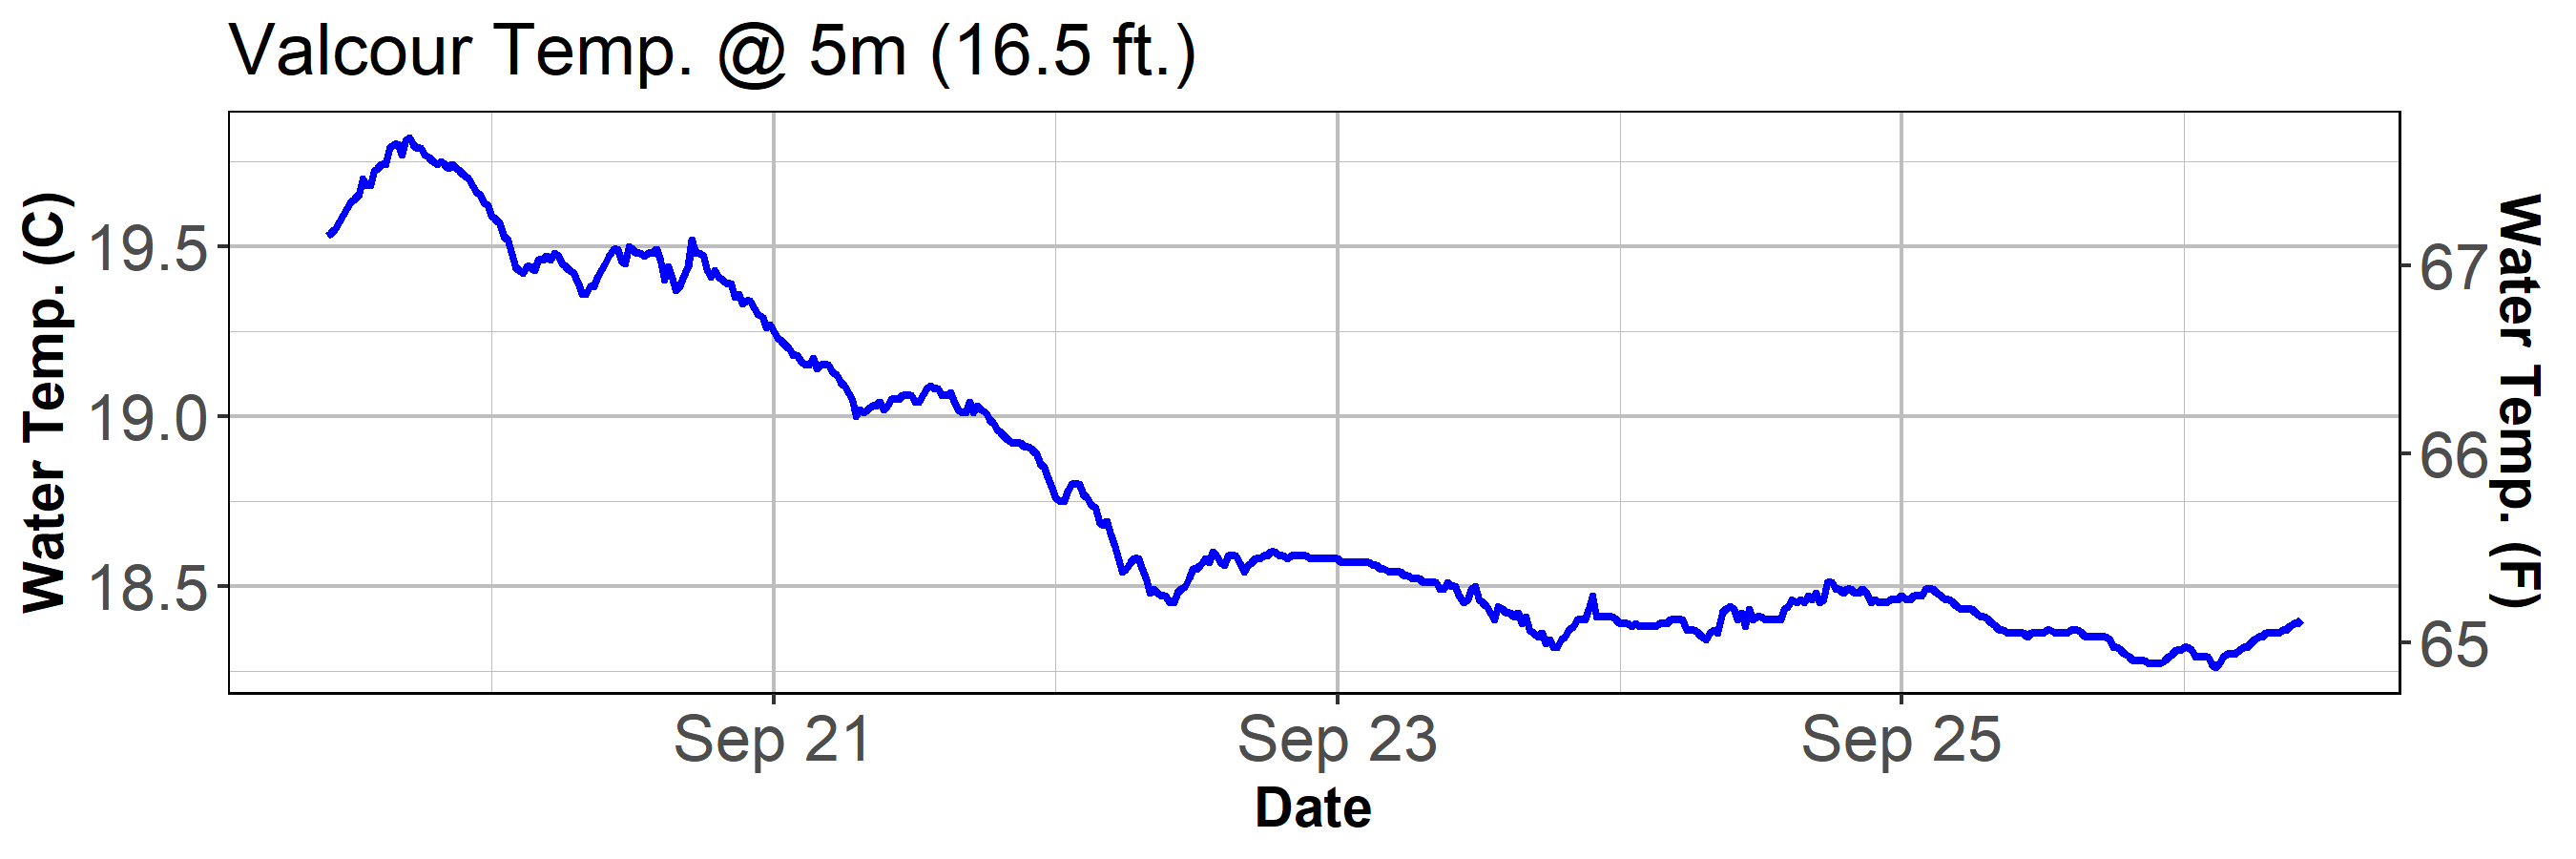 Valcour Temp. @ 5m (16.5 ft.)
Water Temp. (C)
19.5
19.0
18.5
67
66
65
Water Temp. (F)
Sep 21
Sep 23
Sep 25
Date